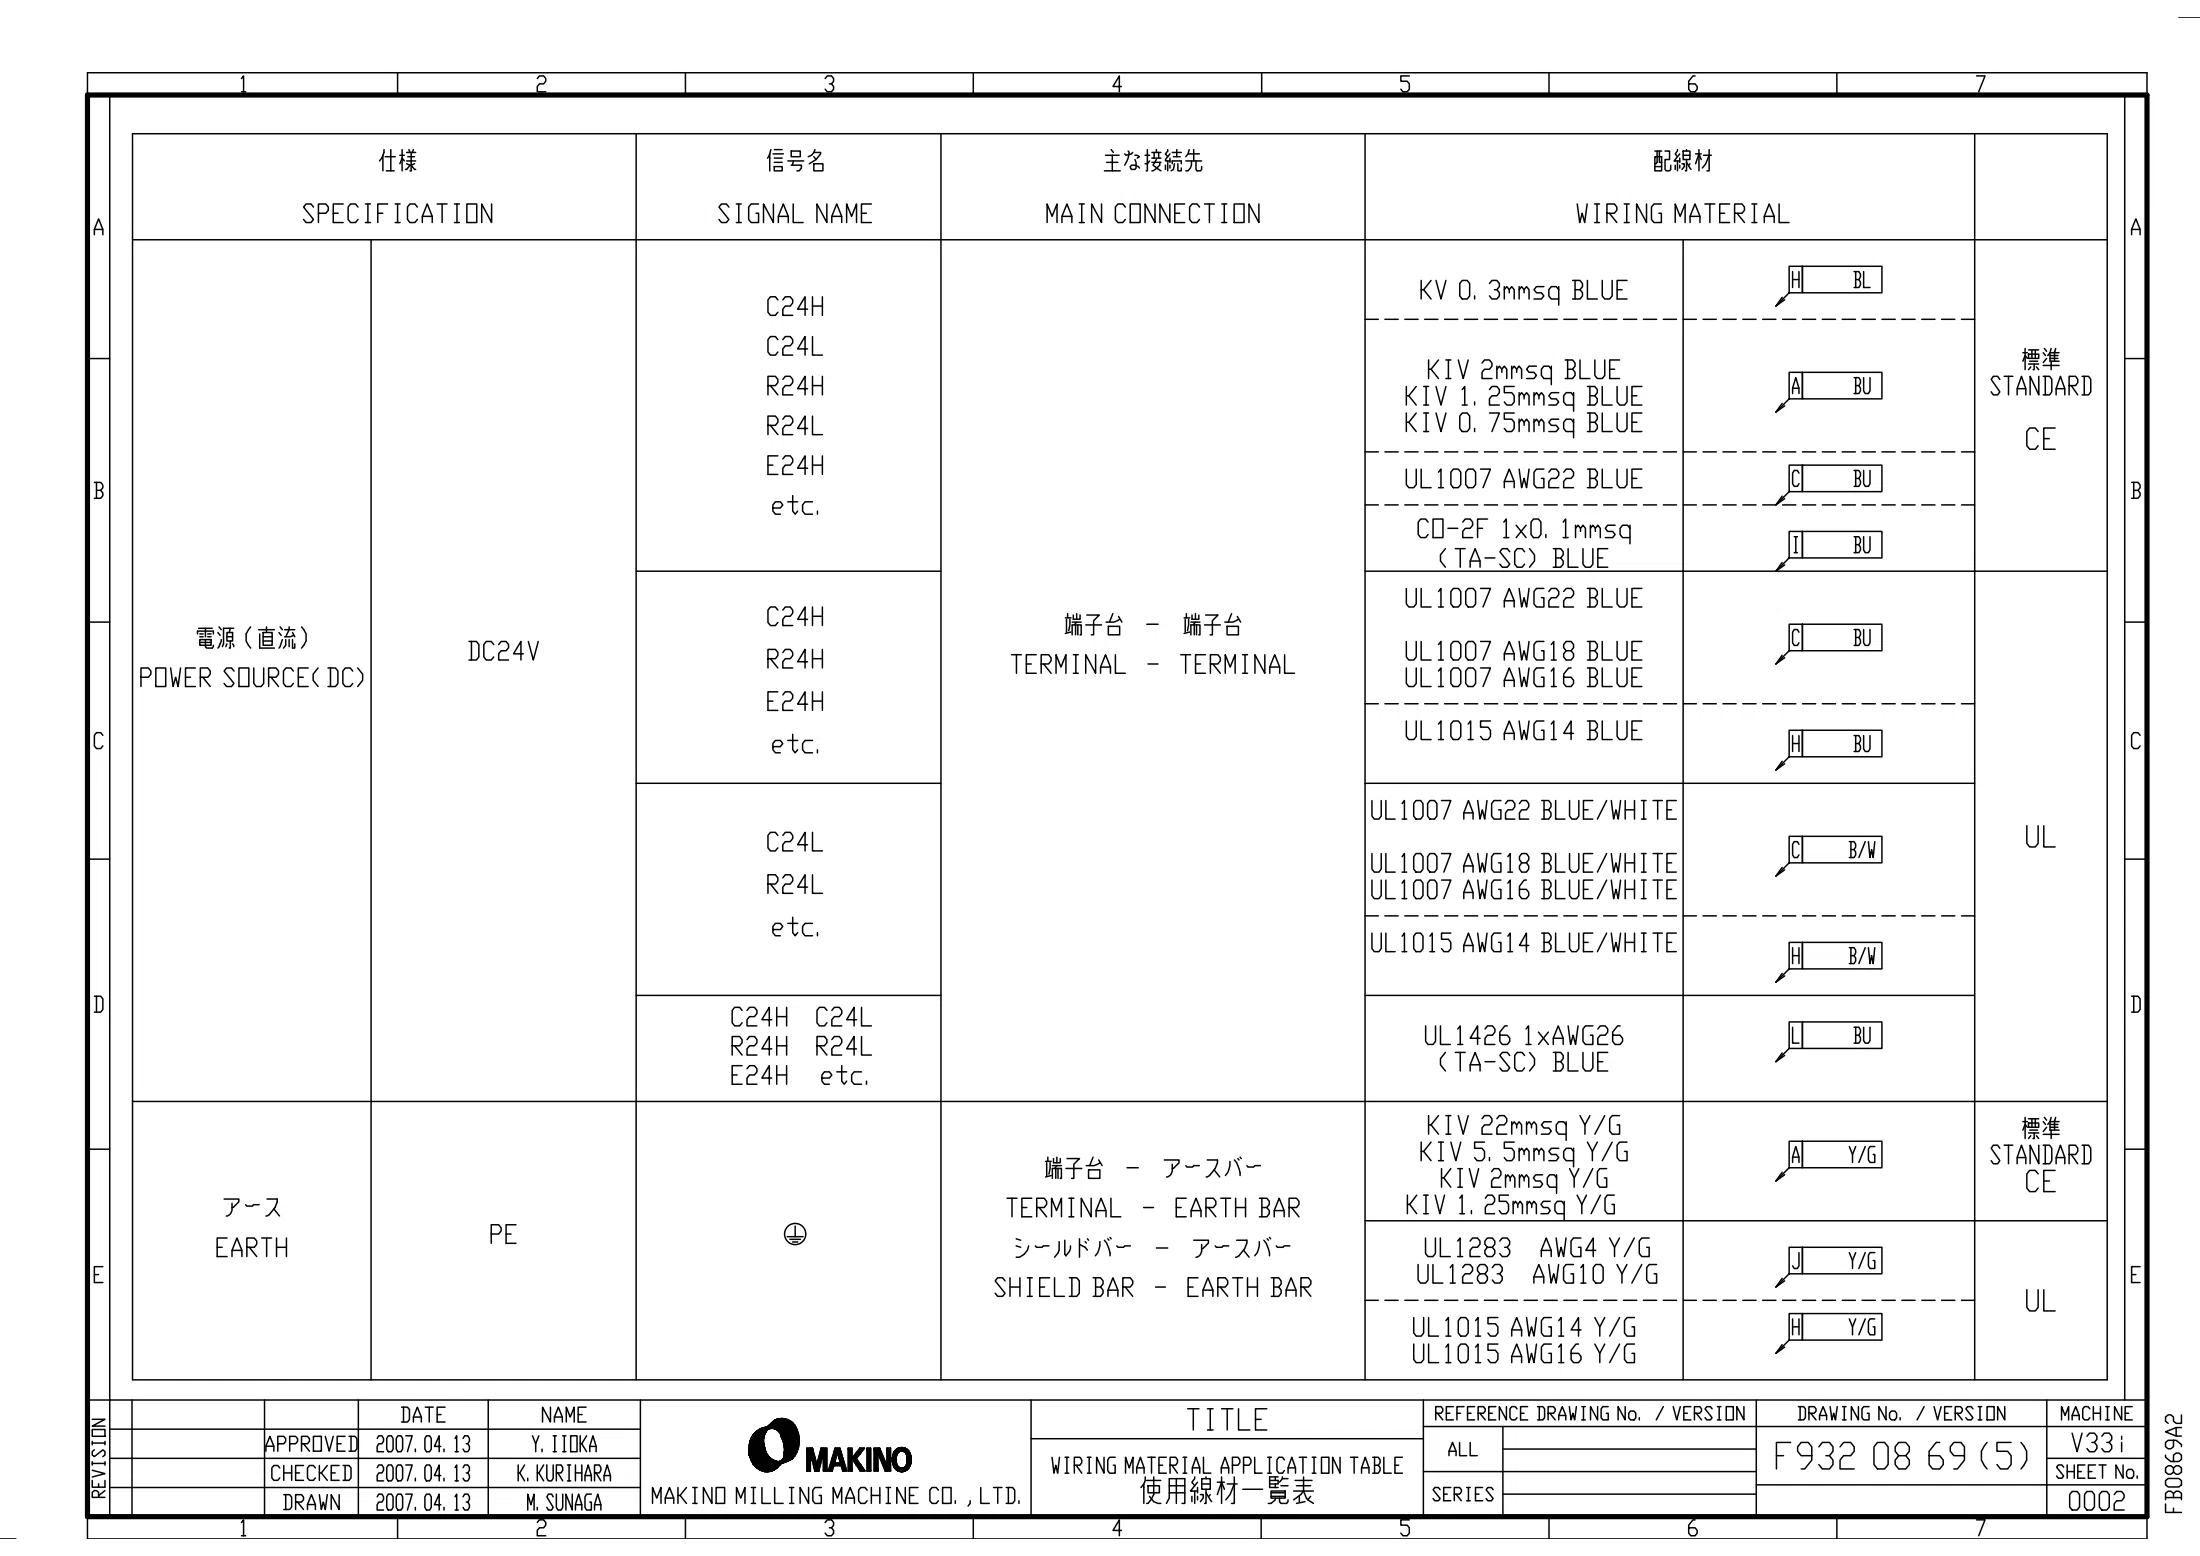 1 2 3 4 5 6 7
仕様 信号名 主な接続先 配線材
SPECIFICATION SIGNAL NAME MAIN CONNECTION WIRING MATERIAL
A A
電源(直流)
POWER SOURCE(DC)
DC24V
C24H
C24L
R24H
R24L
E24H
etc.
C24H
R24H
E24H
etc.
C24L
R24L
etc.
C24H C24L
R24H R24L
E24H etc.
端子台 - 端子台
TERMINAL - TERMINAL
KV 0.3mmsq BLUE
H BL
KIV 2mmsq BLUE
KIV 1.25mmsq BLUE
KIV 0.75mmsq BLUE
A BU
UL1007 AWG22 BLUE
C BU
CO-2F 1x0.1mmsq
(TA-SC) BLUE
I BU
標準
STANDARD
CE
B B
UL1007 AWG22 BLUE
UL1007 AWG18 BLUE
UL1007 AWG16 BLUE
C BU
UL1015 AWG14 BLUE
H BU
C C
UL1007 AWG22 BLUE/WHITE
UL1007 AWG18 BLUE/WHITE
UL1007 AWG16 BLUE/WHITE
C B/W
UL1015 AWG14 BLUE/WHITE
H B/W
UL1426 1xAWG26
(TA-SC) BLUE
L BU
UL
D D
アース
EARTH
PE
端子台 - アースバー
TERMINAL - EARTH BAR
シールドバー - アースバー
SHIELD BAR - EARTH BAR
KIV 22mmsq Y/G
KIV 5.5mmsq Y/G
KIV 2mmsq Y/G
KIV 1.25mmsq Y/G
A Y/G
標準
STANDARD
CE
UL1283 AWG4 Y/G
UL1283 AWG10 Y/G
J Y/G
UL1015 AWG14 Y/G
UL1015 AWG16 Y/G
H Y/G
UL
E E
REVISION
DATE NAME
APPROVED 2007.04.13 Y.IIOKA
CHECKED 2007.04.13 K.KURIHARA
DRAWN 2007.04.13 M.SUNAGA
MAKINO
MAKINO MILLING MACHINE CO.,LTD.
TITLE
WIRING MATERIAL APPLICATION TABLE
使用線材一覧表
REFERENCE DRAWING No. / VERSION
ALL
SERIES
DRAWING No. / VERSION
F932 08 69(5)
MACHINE
V33i
SHEET No.
0002
FB0869A2
1 2 3 4 5 6 7